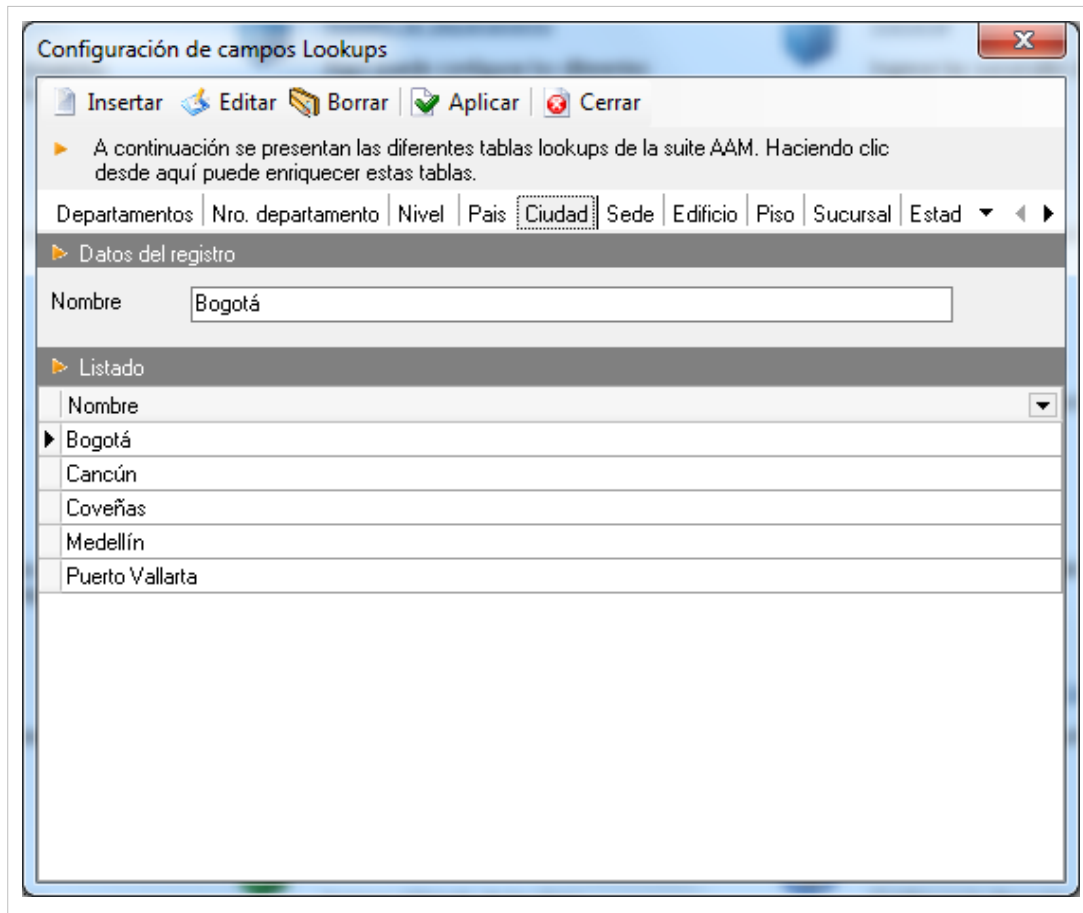 Configuración de campos Lookups
Insertar Editar Borrar Aplicar Cerrar
A continuación se presentan las diferentes tablas lookups de la suite AAM. Haciendo clic
desde aquí puede enriquecer estas tablas.
Departamentos Nro. departamento Nivel Pais Ciudad Sede Edificio Piso Sucursal Estad
Datos del registro
Nombre Bogotá
Listado
Nombre
Bogotá
Cancún
Coveñas
Medellín
Puerto Vallarta